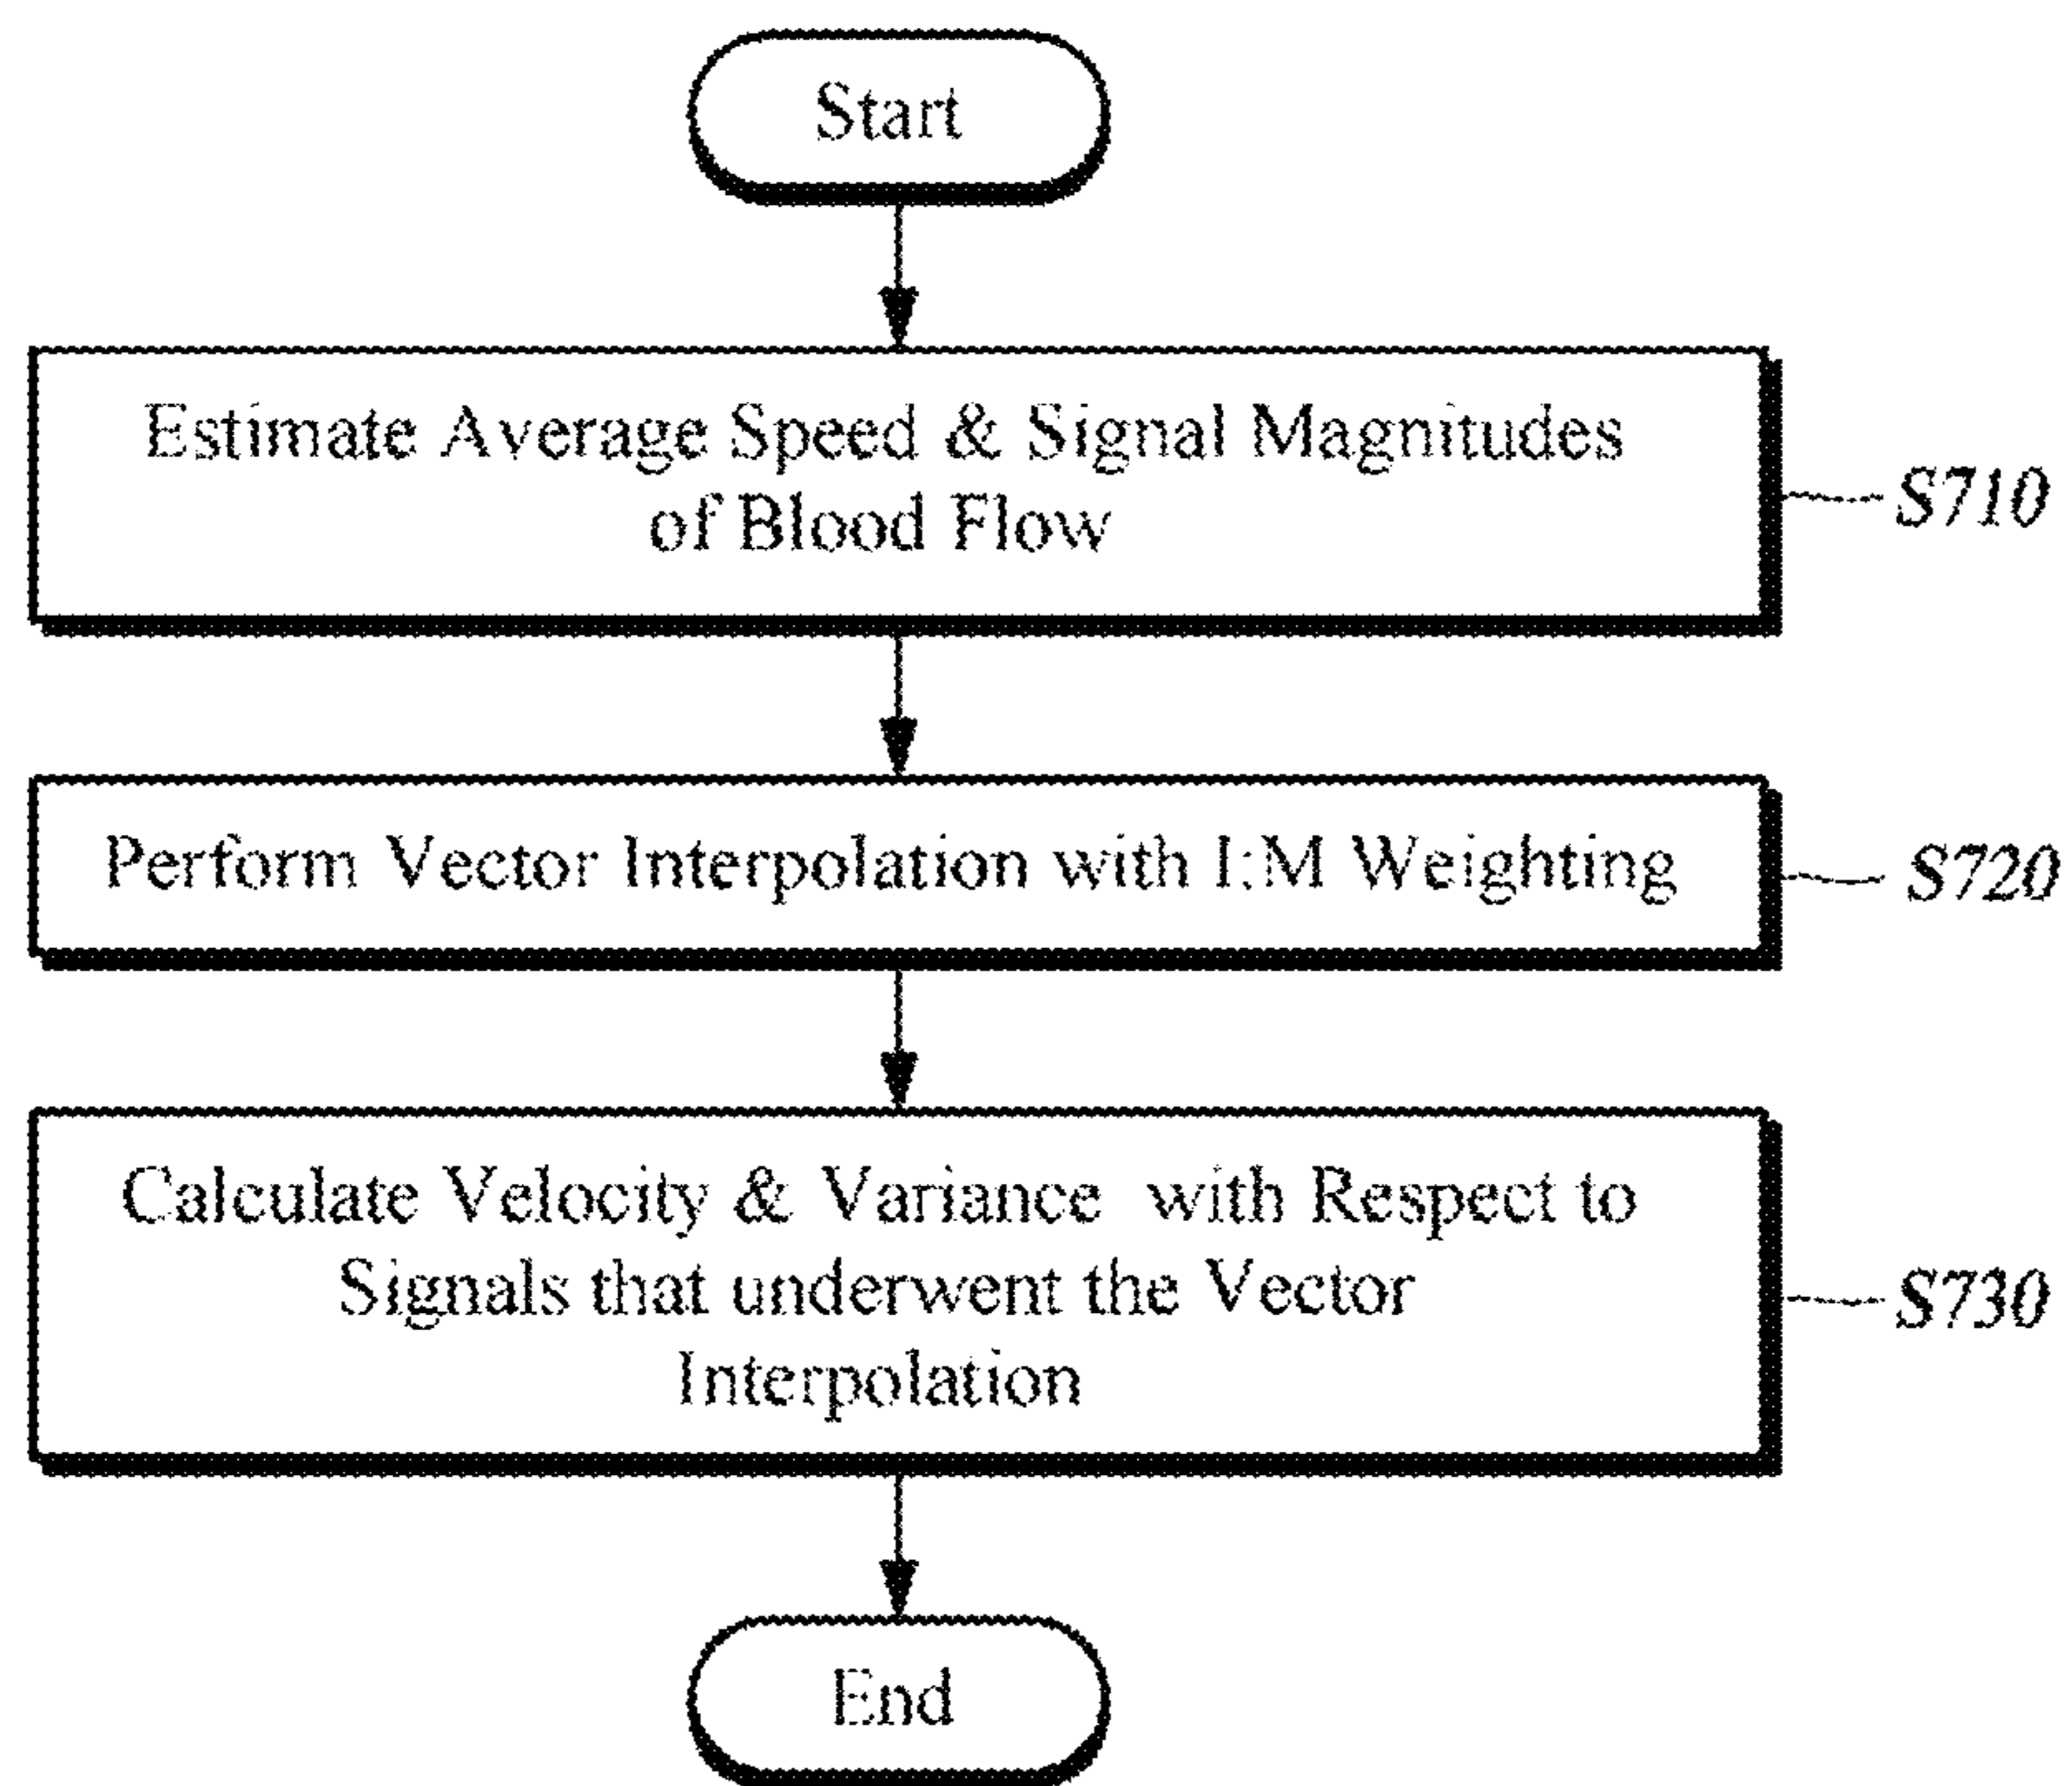 Start
Estimate Average Speed & Signal Magnitudes
of Blood Flow
S710
Perform Vector Interpolation with I:M Weighting
S720
Calculate Velocity & Variance with Respect to
Signals that underwent the Vector
Interpolation
S730
End